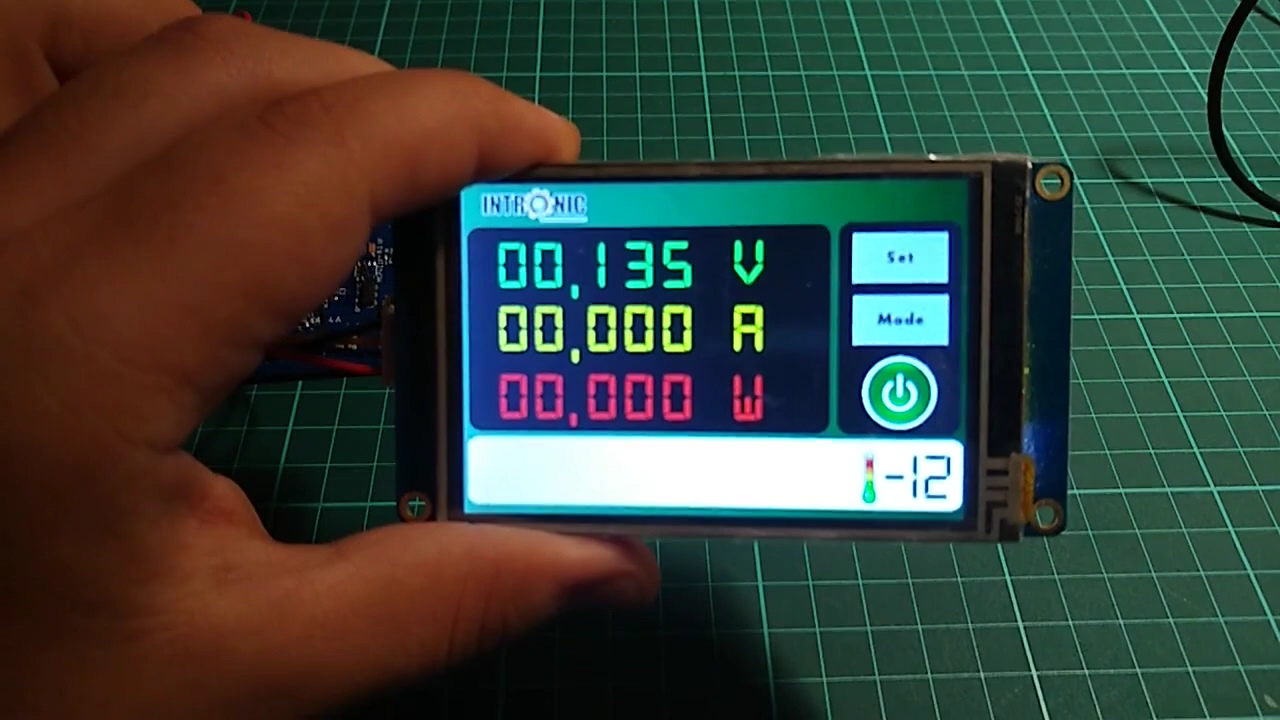 INTRONIC
00,135 V
00,000 A
00,000 W
Set
Mode
-12